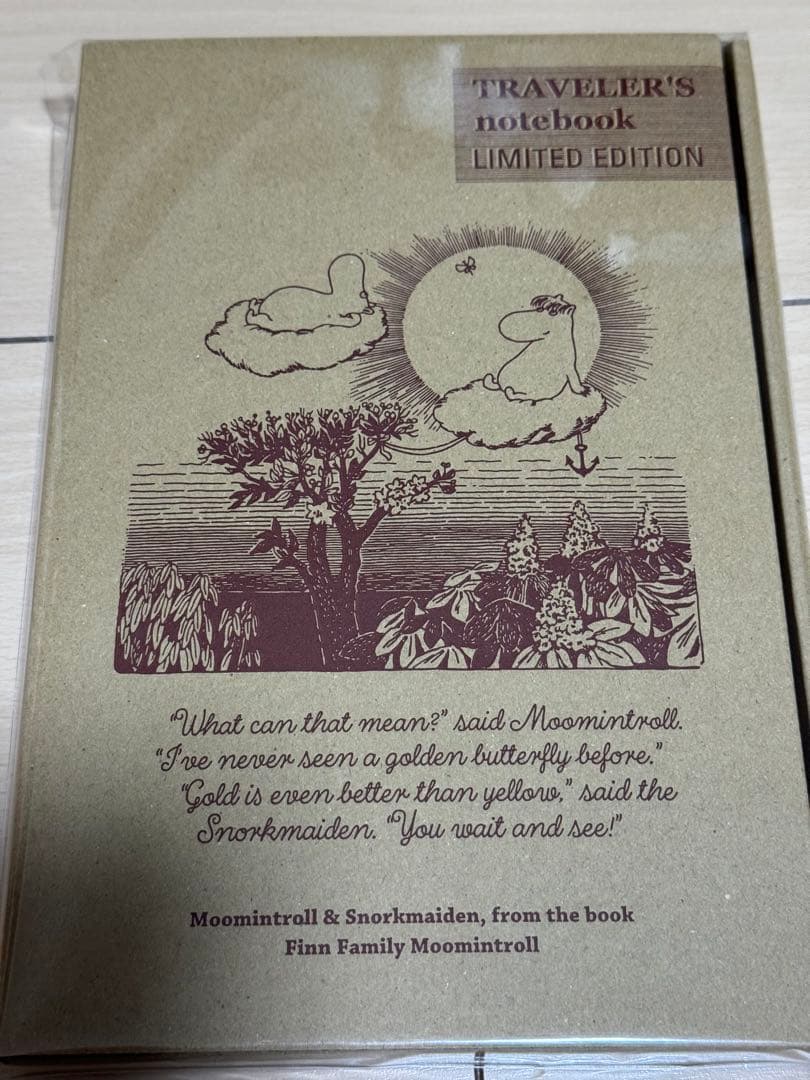 TRAVELER'S
notebook
LIMITED EDITION
"What can that mean?" said Moomintroll.
"I've never seen a golden butterfly before."
"Gold is even better than yellow," said the
Snorkmaiden. "You wait and see!"
Moomintroll & Snorkmaiden, from the book
Finn Family Moomintroll